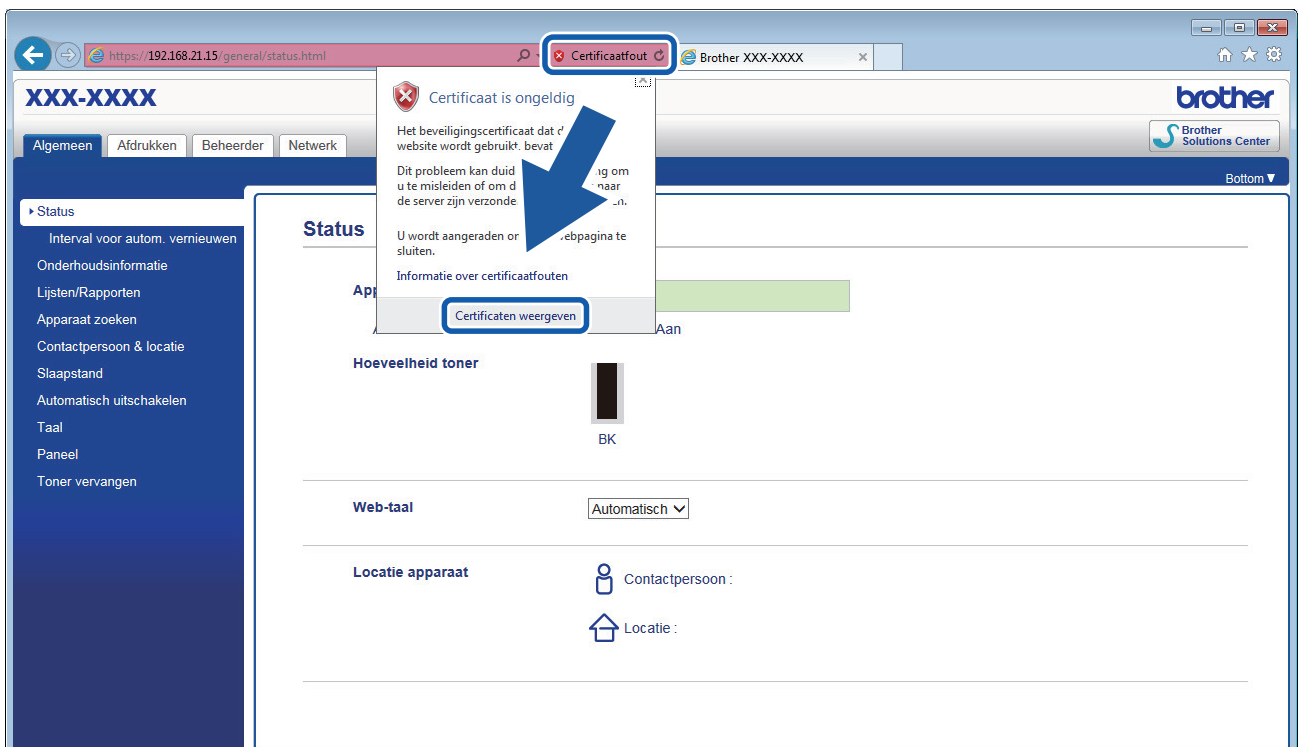 https://192.168.21.15/general/status.html
Certificaatfout
Brother XXX-XXXX
XXX-XXXX
brother
Brother
Solutions Center
Algemeen
Afdrukken
Beheerder
Netwerk
Bottom
Certificaat is ongeldig
Het beveiligingscertificaat dat
website wordt gebruikt, bevat
Dit probleem kan om
u te misleiden of om naar
de server zijn
U wordt aangeraden te
sluiten.
Informatie over certificaatfouten
Certificaten weergeven
Status
Interval voor autom. vernieuwen
Onderhoudsinformatie
Lijsten/Rapporten
Apparaat zoeken
Contactpersoon & locatie
Slaapstand
Automatisch uitschakelen
Taal
Paneel
Toner vervangen
Status
Aan
Hoeveelheid toner
BK
Web-taal
Automatisch
Locatie apparaat
Contactpersoon :
Locatie :